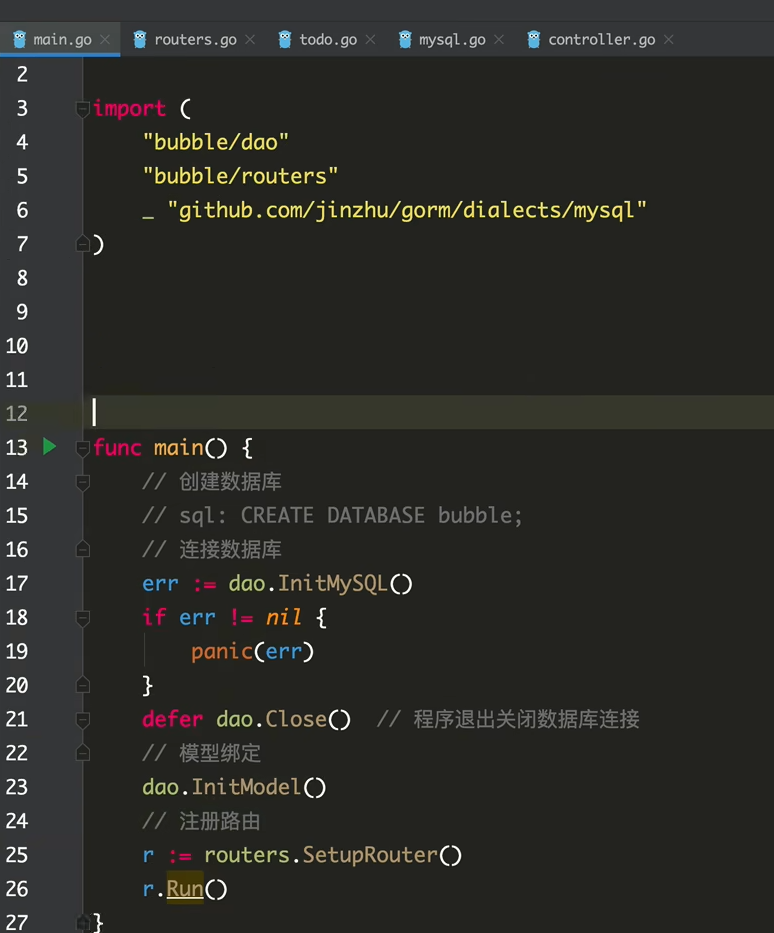 main.go routers.go todo.go mysql.go controller.go
2
3 import (
4 "bubble/dao"
5 "bubble/routers"
6 _ "github.com/jinzhu/gorm/dialects/mysql"
7 )
8
9
10
11
12
13 func main() {
14 // 创建数据库
15 // sql: CREATE DATABASE bubble;
16 // 连接数据库
17 err := dao.InitMySQL()
18 if err != nil {
19 panic(err)
20 }
21 defer dao.Close() // 程序退出关闭数据库连接
22 // 模型绑定
23 dao.InitModel()
24 // 注册路由
25 r := routers.SetupRouter()
26 r.Run()
27 }